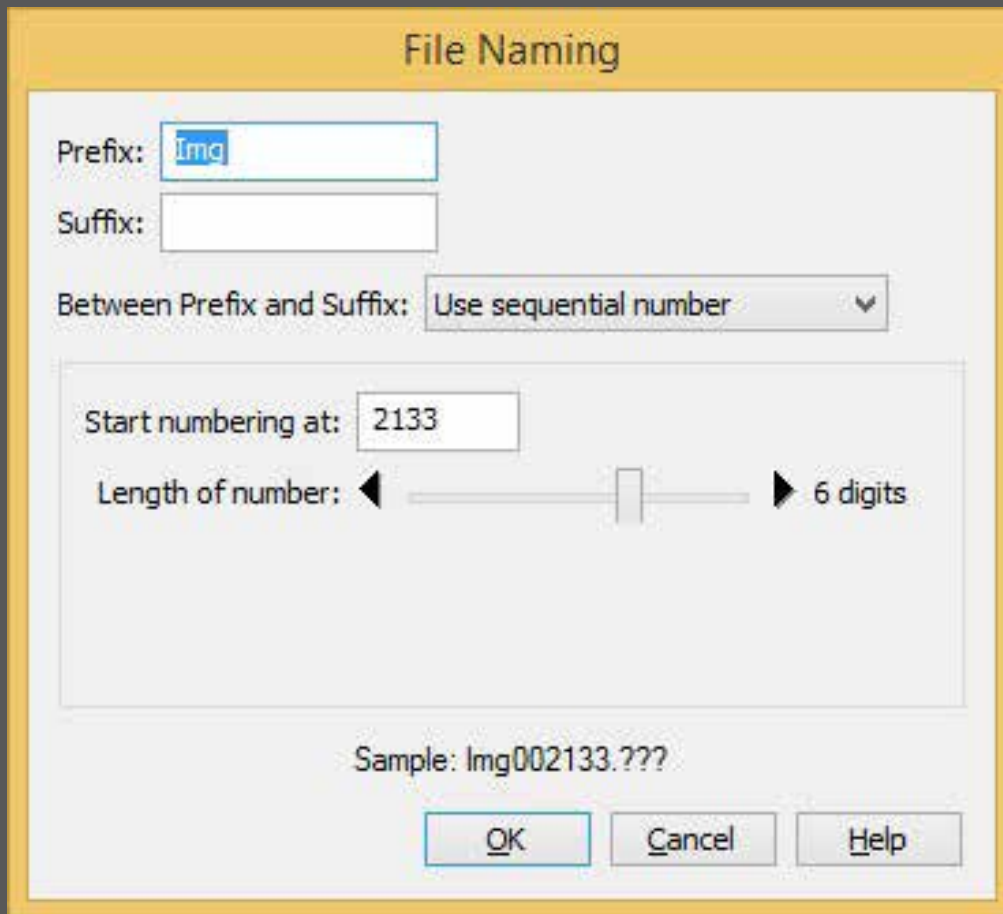 File Naming
Prefix: Img
Suffix:
Between Prefix and Suffix: Use sequential number
Start numbering at: 2133
Length of number: 6 digits
Sample: Img002133.???
OK Cancel Help